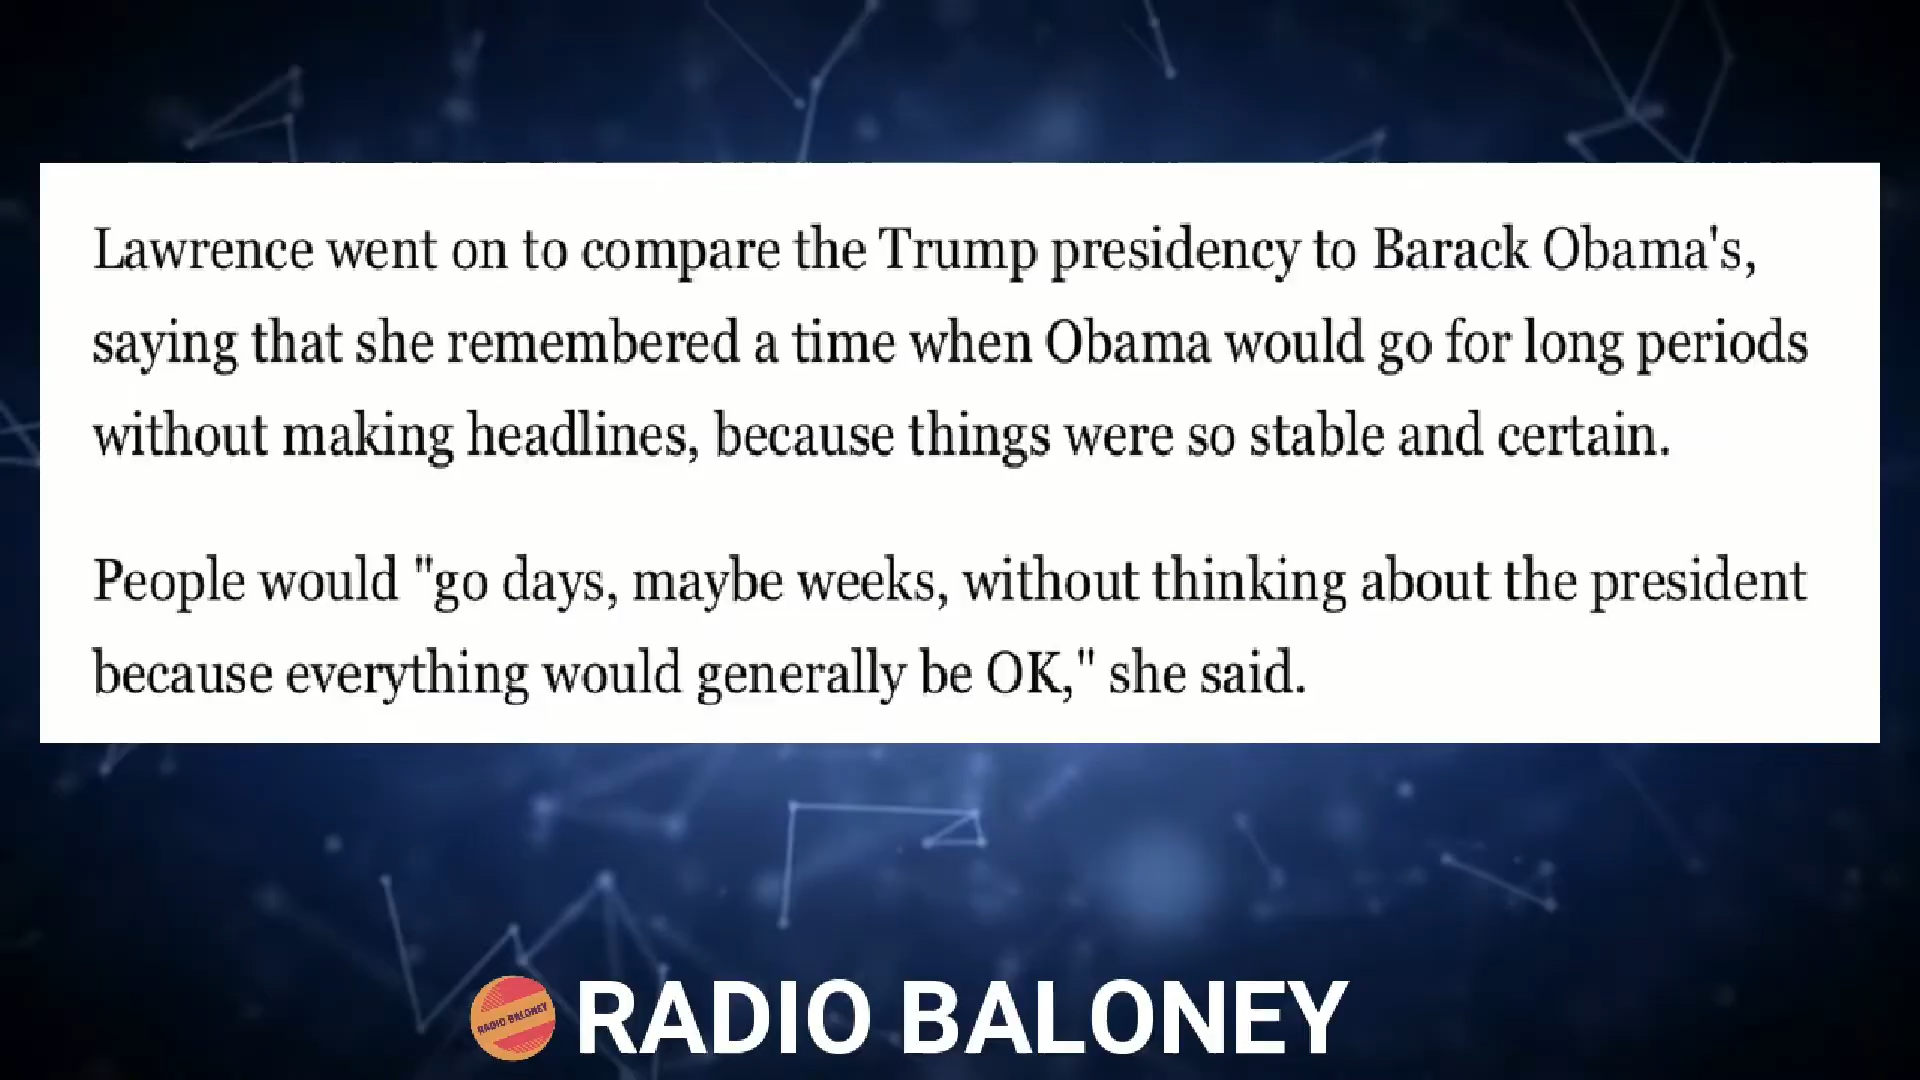 Lawrence went on to compare the Trump presidency to Barack Obama's,
saying that she remembered a time when Obama would go for long periods
without making headlines, because things were so stable and certain.
People would "go days, maybe weeks, without thinking about the president
because everything would generally be OK," she said.
RADIO BALONEY
RADIO BALONEY